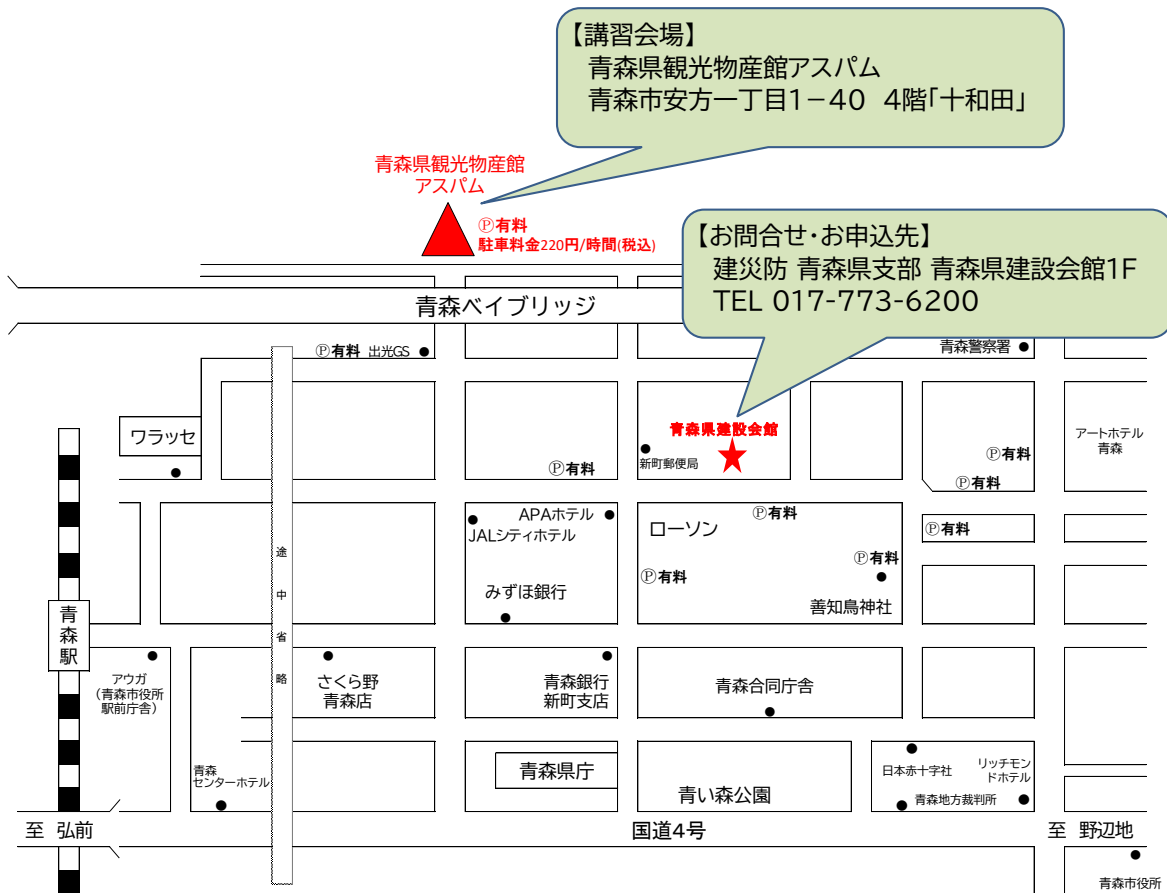 【講習会場】
青森県観光物産館アスパム
青森市安方一丁目1－40 4階「十和田」
青森県観光物産館
アスパム
Ⓟ有料
駐車料金220円/時間(税込)
【お問合せ・お申込先】
建災防 青森県支部 青森県建設会館1F
TEL 017-773-6200
青森ベイブリッジ
Ⓟ有料 出光GS
青森警察署
ワラッセ
青森県建設会館
新町郵便局
Ⓟ有料
Ⓟ有料
Ⓟ有料
アートホテル
青森
APAホテル
JALシティホテル
ローソン
Ⓟ有料
Ⓟ有料
Ⓟ有料
Ⓟ有料
みずほ銀行
善知鳥神社
途中省略
青森駅
アウガ
（青森市役所
駅前庁舎）
さくら野
青森店
青森銀行
新町支店
青森合同庁舎
青森
センターホテル
青森県庁
青い森公園
日本赤十字社
リッチモン
ドホテル
青森地方裁判所
至 弘前
国道4号
至 野辺地
青森市役所